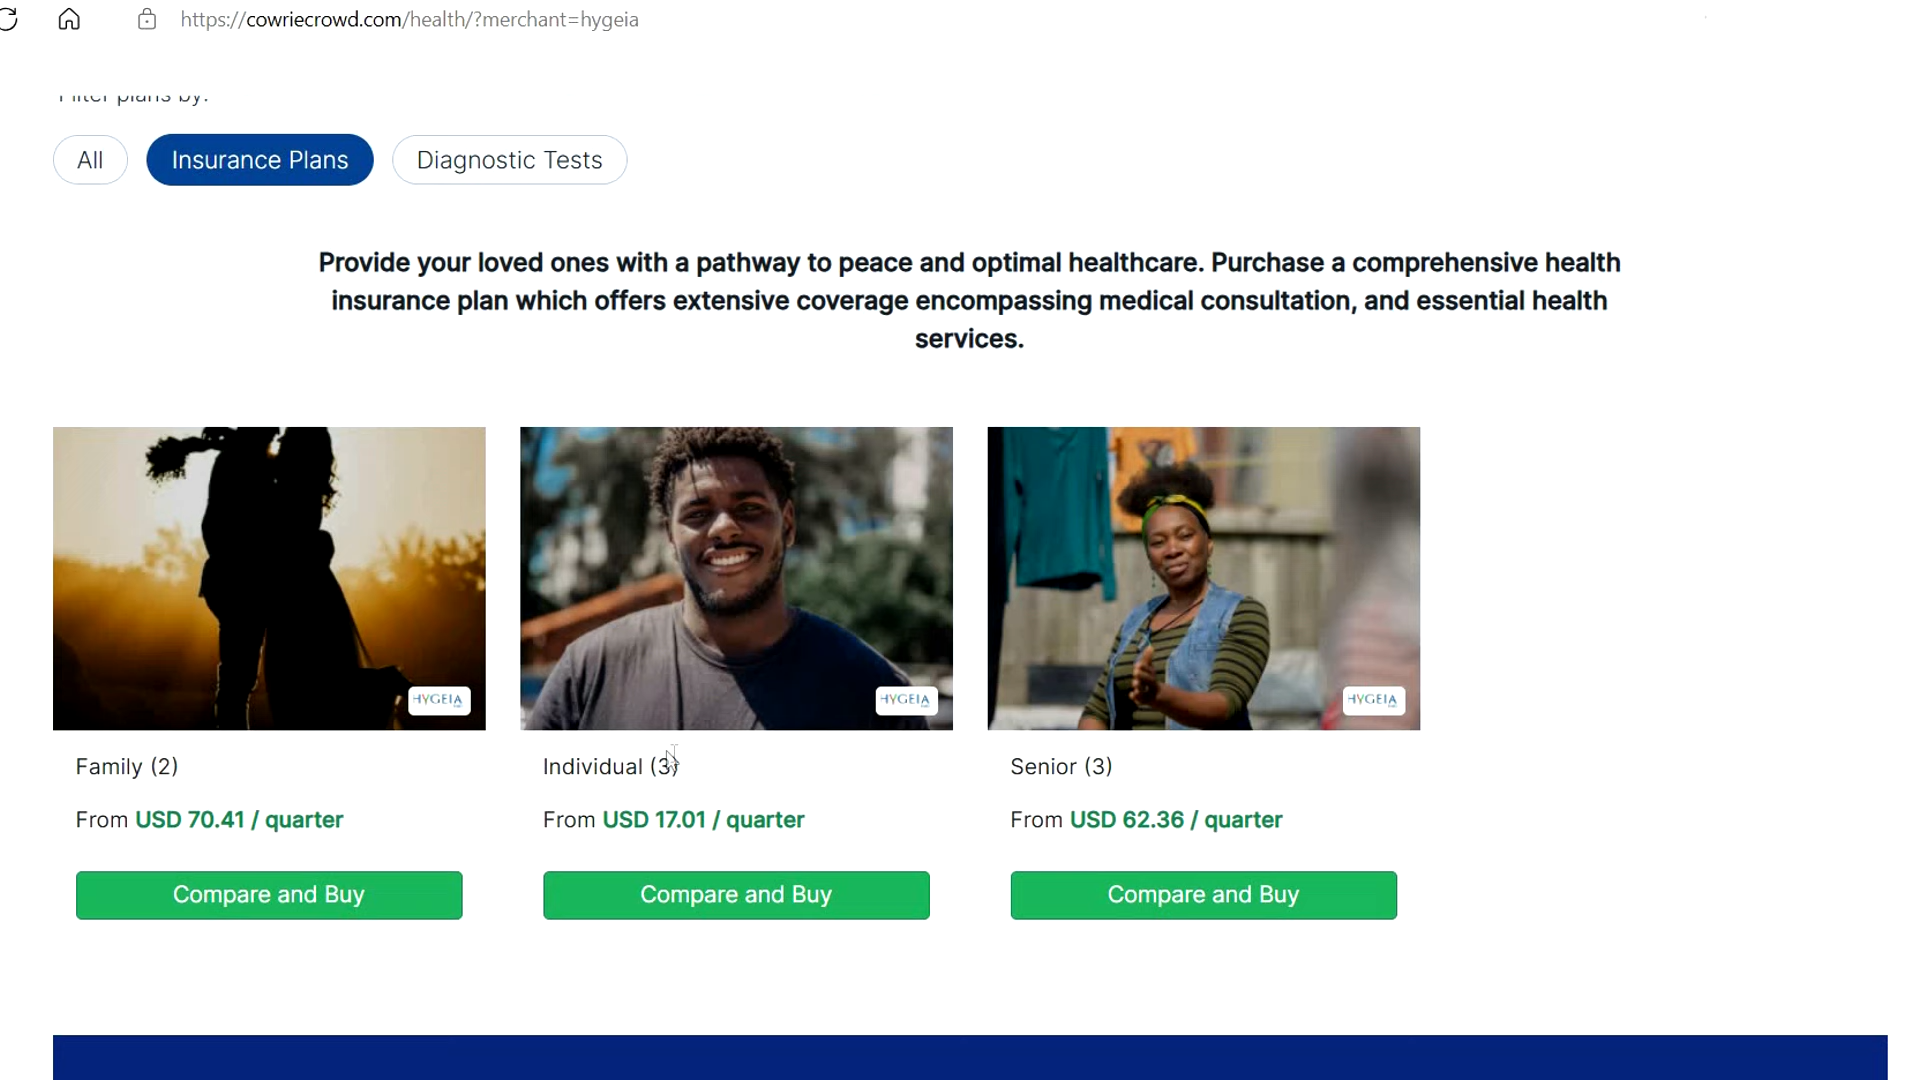 https://cowriecrowd.com/health/?merchant=hygeia
Filter plans by:
All
Insurance Plans
Diagnostic Tests
Provide your loved ones with a pathway to peace and optimal healthcare. Purchase a comprehensive health
insurance plan which offers extensive coverage encompassing medical consultation, and essential health
services.
HYGEIA
HYGEIA
HYGEIA
Family (2)
Individual (3)
Senior (3)
From USD 70.41 / quarter
From USD 17.01 / quarter
From USD 62.36 / quarter
Compare and Buy
Compare and Buy
Compare and Buy